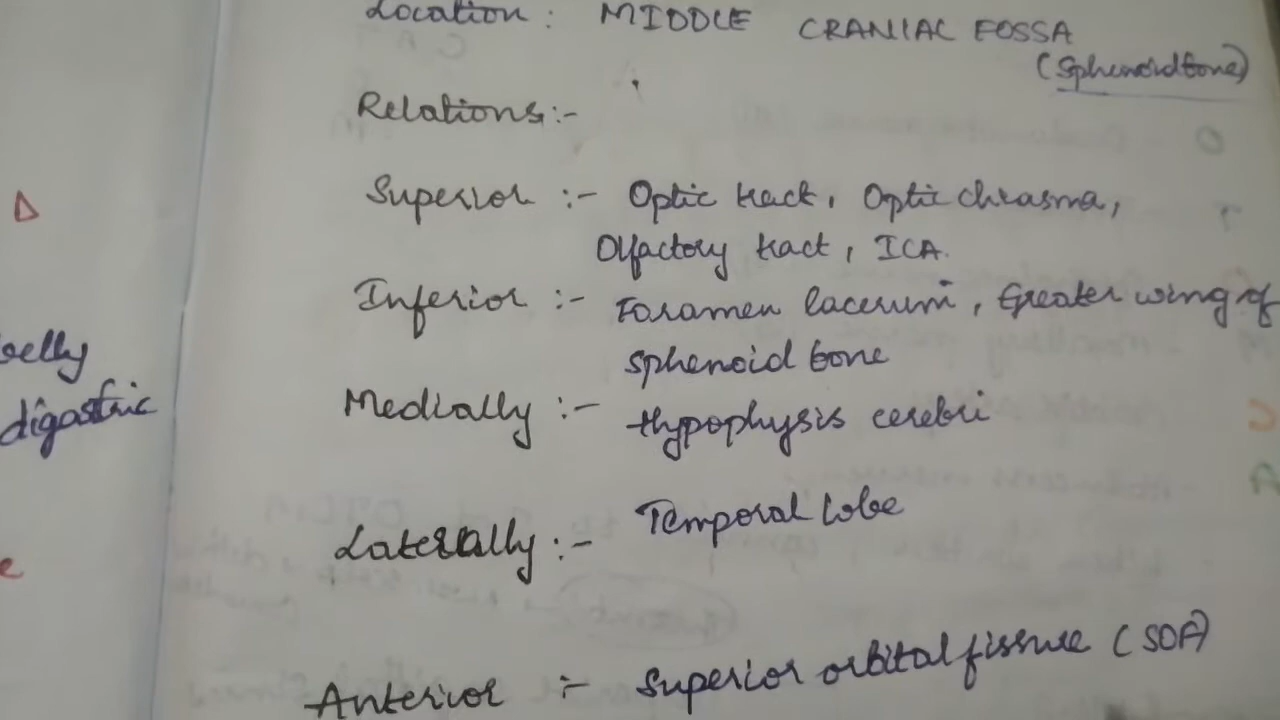 Location : MIDDLE CRANIAL FOSSA
(Sphenoid bone)
Relations:-
Superior :- Optic tract, Optic chiasma,
Olfactory tract, ICA.
Inferior :- Foramen lacerum, Greater wing of
sphenoid bone
Medially :- Hypophysis cerebri
Laterally :- Temporal lobe
Anterior :- Superior orbital fissure (SOF)
belly
digastric